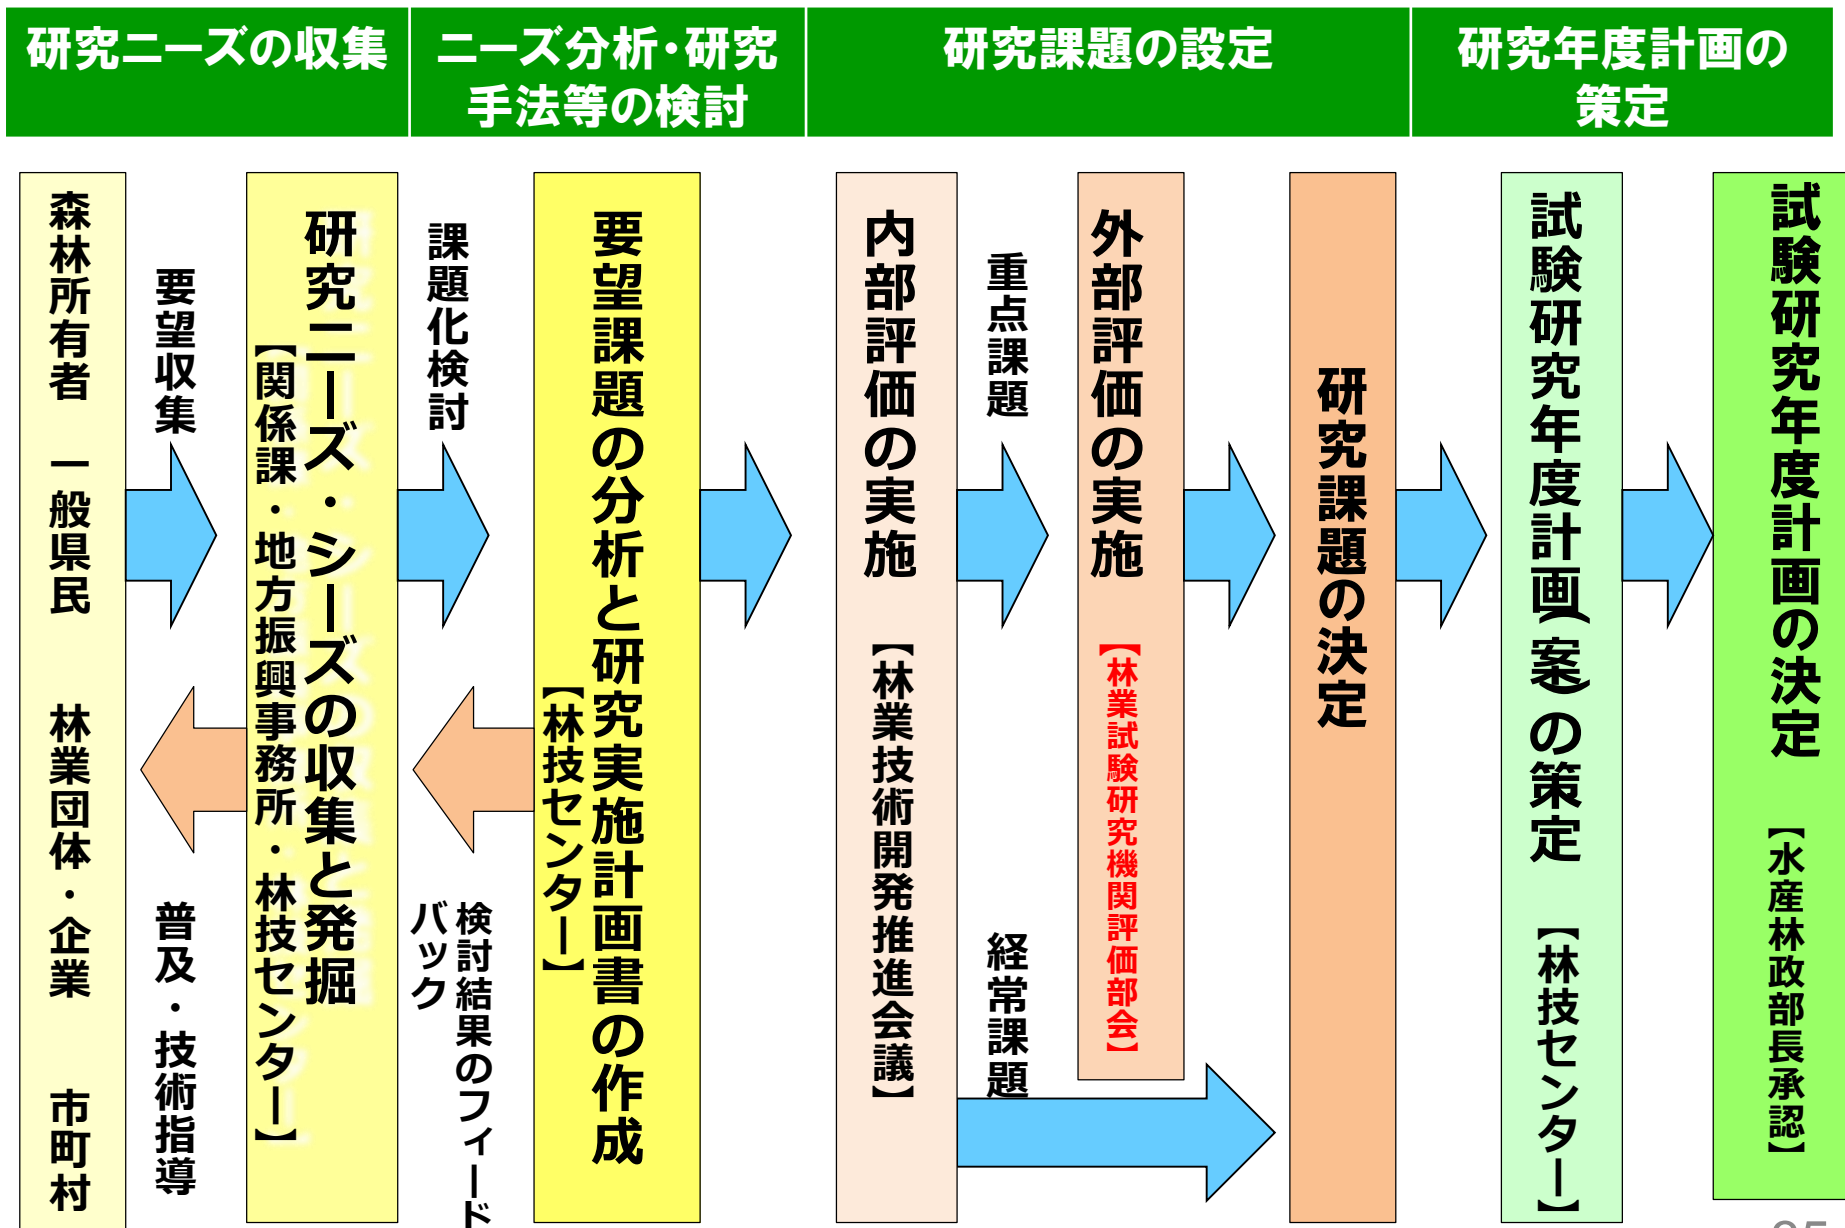 研究ニーズの収集
ニーズ分析・研究
手法等の検討
研究課題の設定
研究年度計画の
策定
森林所有者　一般県民　林業団体・企業　市町村
要望収集
普及・技術指導
研究ニーズ・シーズの収集と発掘
【関係課・地方振興事務所・林技センター】
課題化検討
検討結果のフィード
バック
要望課題の分析と研究実施計画書の作成
【林技センター】
内部評価の実施　【林業技術開発推進会議】
重点課題
経常課題
外部評価の実施
【林業試験研究機関評価部会】
研究課題の決定
試験研究年度計画(案)の策定　【林技センター】
試験研究年度計画の決定
【水産林政部長承認】